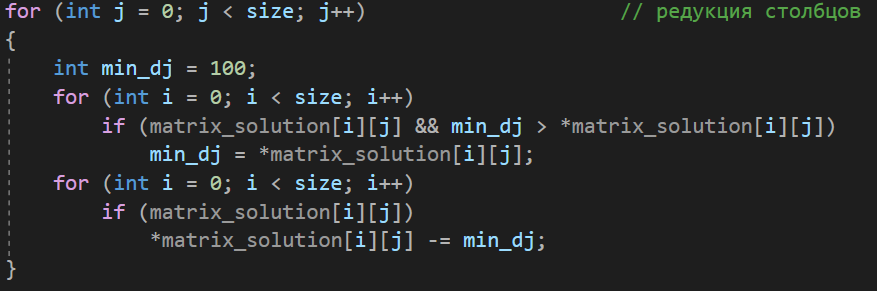 for (int j = 0; j < size; j++) // редукция столбцов
{
    int min_dj = 100;
    for (int i = 0; i < size; i++)
        if (matrix_solution[i][j] && min_dj > *matrix_solution[i][j])
            min_dj = *matrix_solution[i][j];
    for (int i = 0; i < size; i++)
        if (matrix_solution[i][j])
            *matrix_solution[i][j] -= min_dj;
}